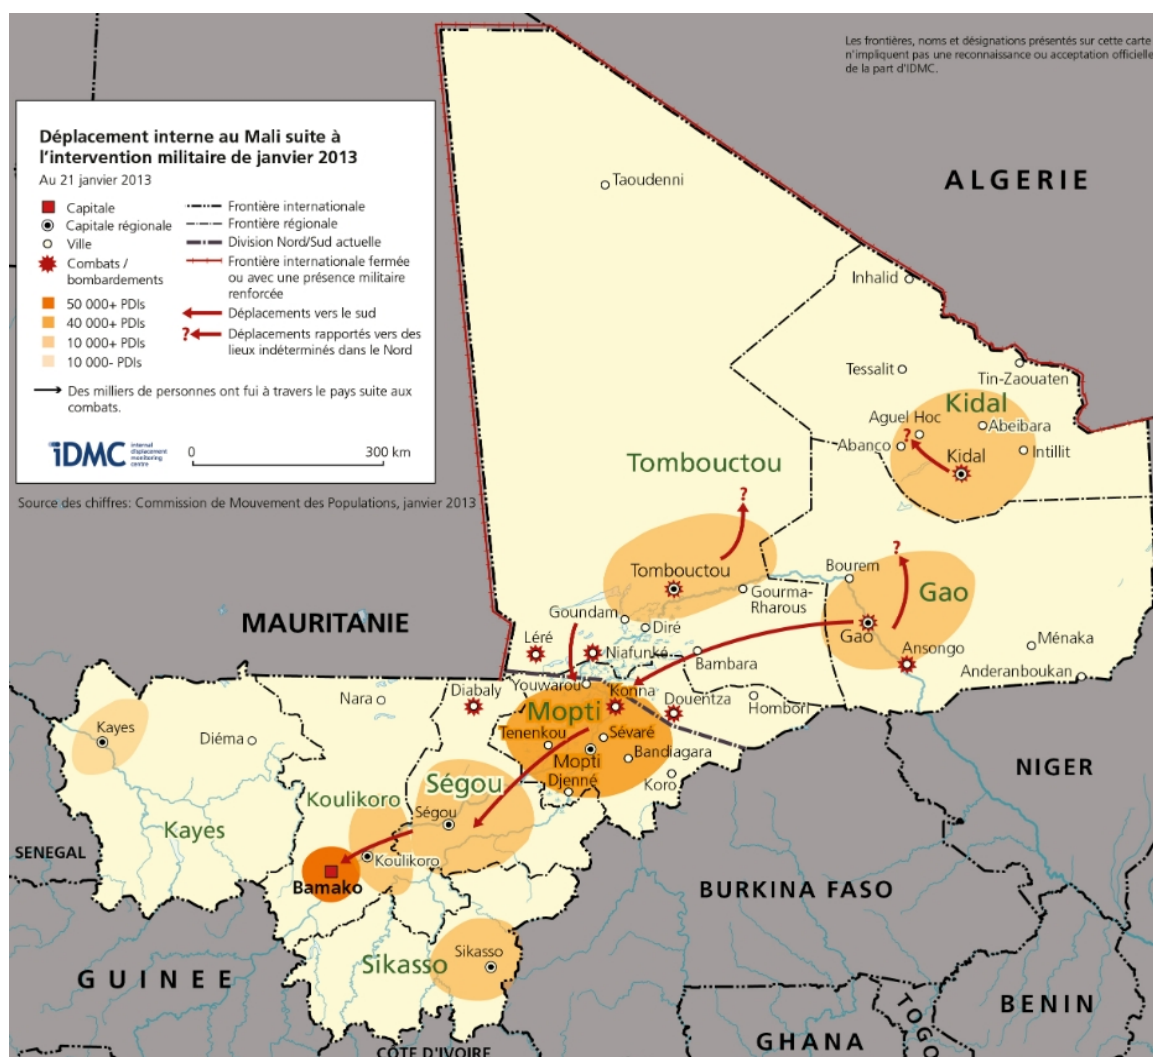 Les frontières, noms et désignations présentés sur cette carte
n'impliquent pas une reconnaissance ou acceptation officielle
de la part d'IDMC.
Déplacement interne au Mali suite à
l'intervention militaire de janvier 2013
Au 21 janvier 2013
Capitale
Capitale régionale
Ville
Combats /
bombardements
50 000+ PDIs
40 000+ PDIs
10 000+ PDIs
10 000- PDIs
Frontière internationale
Frontière régionale
Division Nord/Sud actuelle
Frontière internationale fermée
ou avec une présence militaire
renforcée
Déplacements vers le sud
? Déplacements rapportés vers des
lieux indéterminés dans le Nord
Des milliers de personnes ont fui à travers le pays suite aux
combats.
iDMC
internal
displacement
monitoring
centre
0 300 km
Source des chiffres: Commission de Mouvement des Populations, janvier 2013
ALGERIE
Taoudenni
Inhalid
Tessalit
Tin-Zaouaten
Kidal
Aguel Hoc
Abeibara
?
Abanco
Kidal
Intillit
Tombouctou
?
Tombouctou
Gourma-
Rharous
Bourem
?
Gao
Gao
Ansongo
Ménaka
Anderanboukan
MAURITANIE
Goundam
Diré
Léré
Niafunké
Bambara
Youwarou
Konna
Douentza
Hombori
Nara
Diabaly
Mopti
Tenenkou
Sévaré
Mopti
Bandiagara
Djenné
Koro
Kayes
Diéma
Kayes
Koulikoro
Ségou
Ségou
Koulikoro
Bamako
Sikasso
Sikasso
NIGER
SENEGAL
BURKINA FASO
GUINEE
BENIN
TOGO
GHANA
CÔTE D'IVOIRE